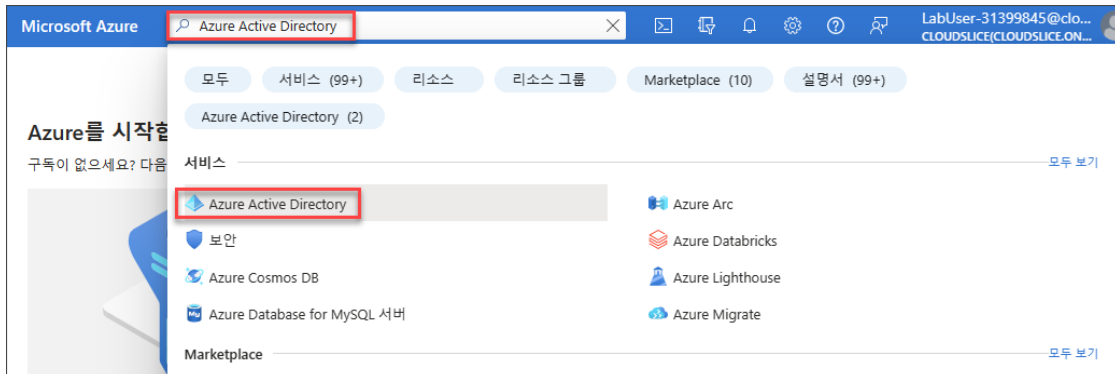 Microsoft Azure
Azure Active Directory
LabUser-31399845@clo...
CLOUDSLICE(CLOUDSLICE.ON...
모두
서비스 (99+)
리소스
리소스 그룹
Marketplace (10)
설명서 (99+)
Azure Active Directory (2)
Azure를 시작합
구독이 없으세요? 다음
서비스
모두 보기
Azure Active Directory
Azure Arc
보안
Azure Databricks
Azure Cosmos DB
Azure Lighthouse
Azure Database for MySQL 서버
Azure Migrate
Marketplace
모두 보기